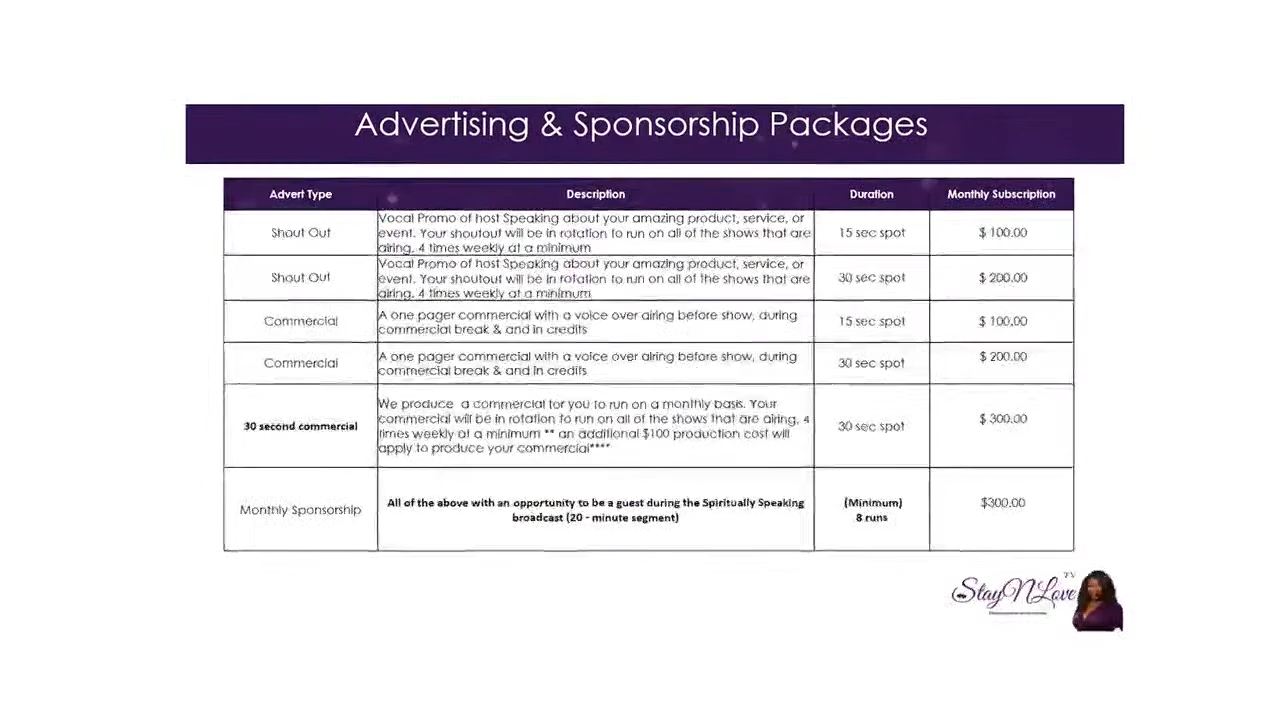 Advertising & Sponsorship Packages
Advert Type
Description
Duration
Monthly Subscription
Shout Out
Vocal Promo of host Speaking about your amazing product, service, or
event. Your shoutout will be in rotation to run on all of the shows that are
airing. 4 times weekly at a minimum
15 sec spot
$ 100.00
Shout Out
Vocal Promo of host Speaking about your amazing product, service, or
event. Your shoutout will be in rotation to run on all of the shows that are
airing. 4 times weekly at a minimum
30 sec spot
$ 200.00
Commercial
A one pager commercial with a voice over airing before show, during
commercial break & and in credits
15 sec spot
$ 100.00
Commercial
A one pager commercial with a voice over airing before show, during
commercial break & and in credits
30 sec spot
$ 200.00
30 second commercial
We produce a commercial for you to run on a monthly basis. Your
commercial will be in rotation to run on all of the shows that are airing. 4
times weekly at a minimum ** an additional $100 production cost will
apply to produce your commercial****
30 sec spot
$ 300.00
Monthly Sponsorship
All of the above with an opportunity to be a guest during the Spiritually Speaking
broadcast (20 - minute segment)
(Minimum)
8 runs
$300.00
StayNLove
TV